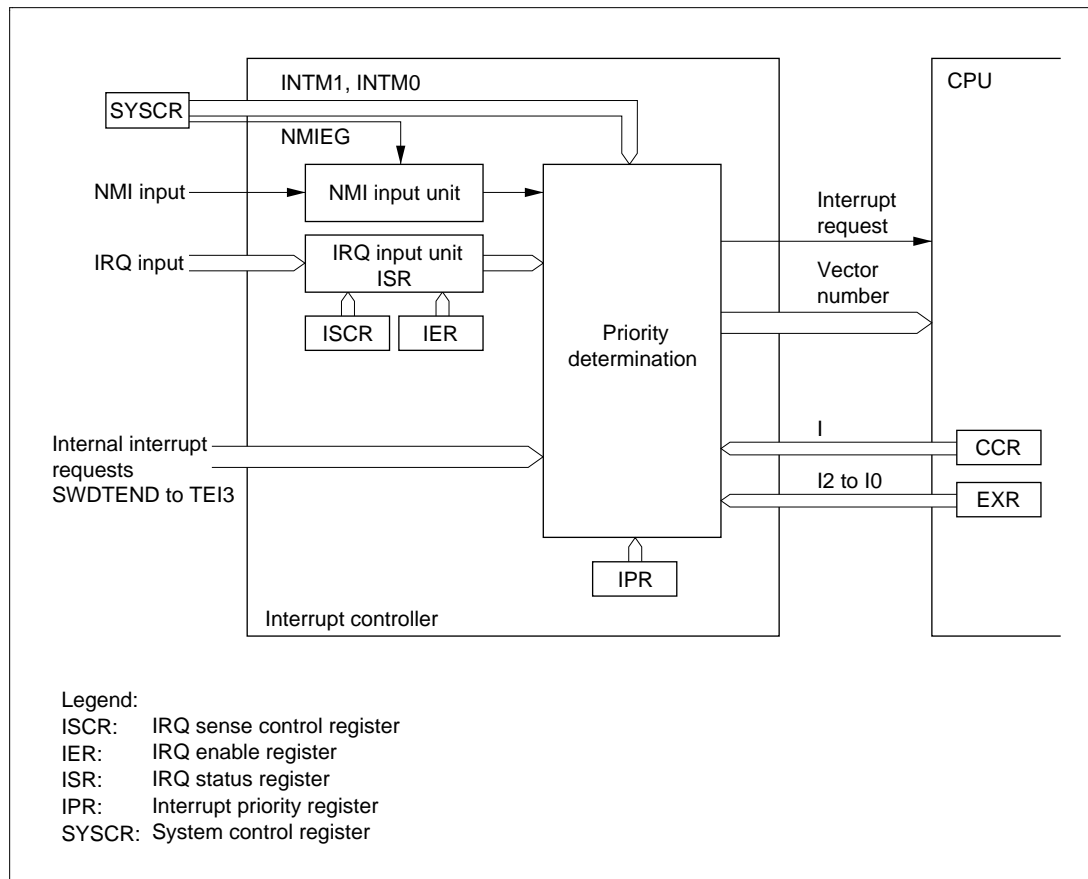 INTM1, INTM0
CPU
SYSCR
NMIEG
NMI input
NMI input unit
Interrupt
request
IRQ input
IRQ input unit
ISR
Vector
number
ISCR
IER
Priority
determination
Internal interrupt
requests
SWDTEND to TEI3
I
CCR
I2 to I0
EXR
IPR
Interrupt controller
Legend:
ISCR: IRQ sense control register
IER: IRQ enable register
ISR: IRQ status register
IPR: Interrupt priority register
SYSCR: System control register